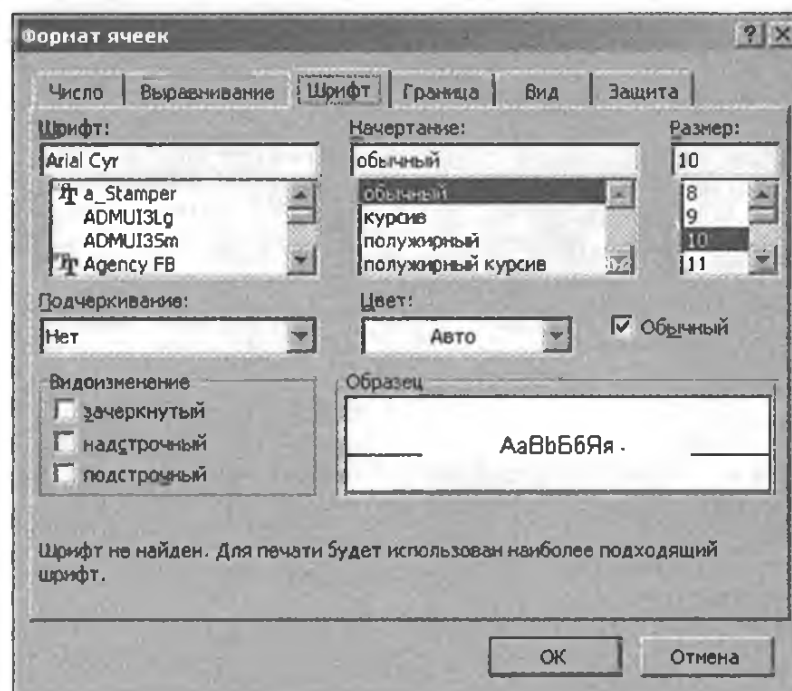 Формат ячеек
Число Выравнивание Шрифт Граница Вид Защита
Шрифт: Начертание: Размер:
Arial Cyr обычный 10
a_Stamper обычный 8
ADMUI3Lg курсив 9
ADMUI3Sm полужирный 10
Agency FB полужирный курсив 11
Подчеркивание: Цвет:
Нет Авто Обычный
Видоизменение Образец
зачеркнутый
надстрочный АаВbБбЯя
подстрочный
Шрифт не найден. Для печати будет использован наиболее подходящий
шрифт.
ОК Отмена